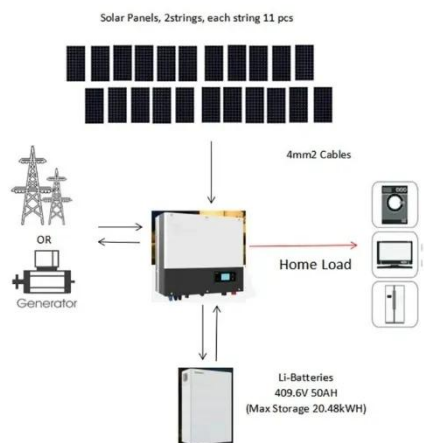 Solar Panels, 2strings, each string 11 pcs
4mm2 Cables
OR
Generator
Home Load
Li-Batteries
409.6V 50AH
(Max Storage 20.48kWH)